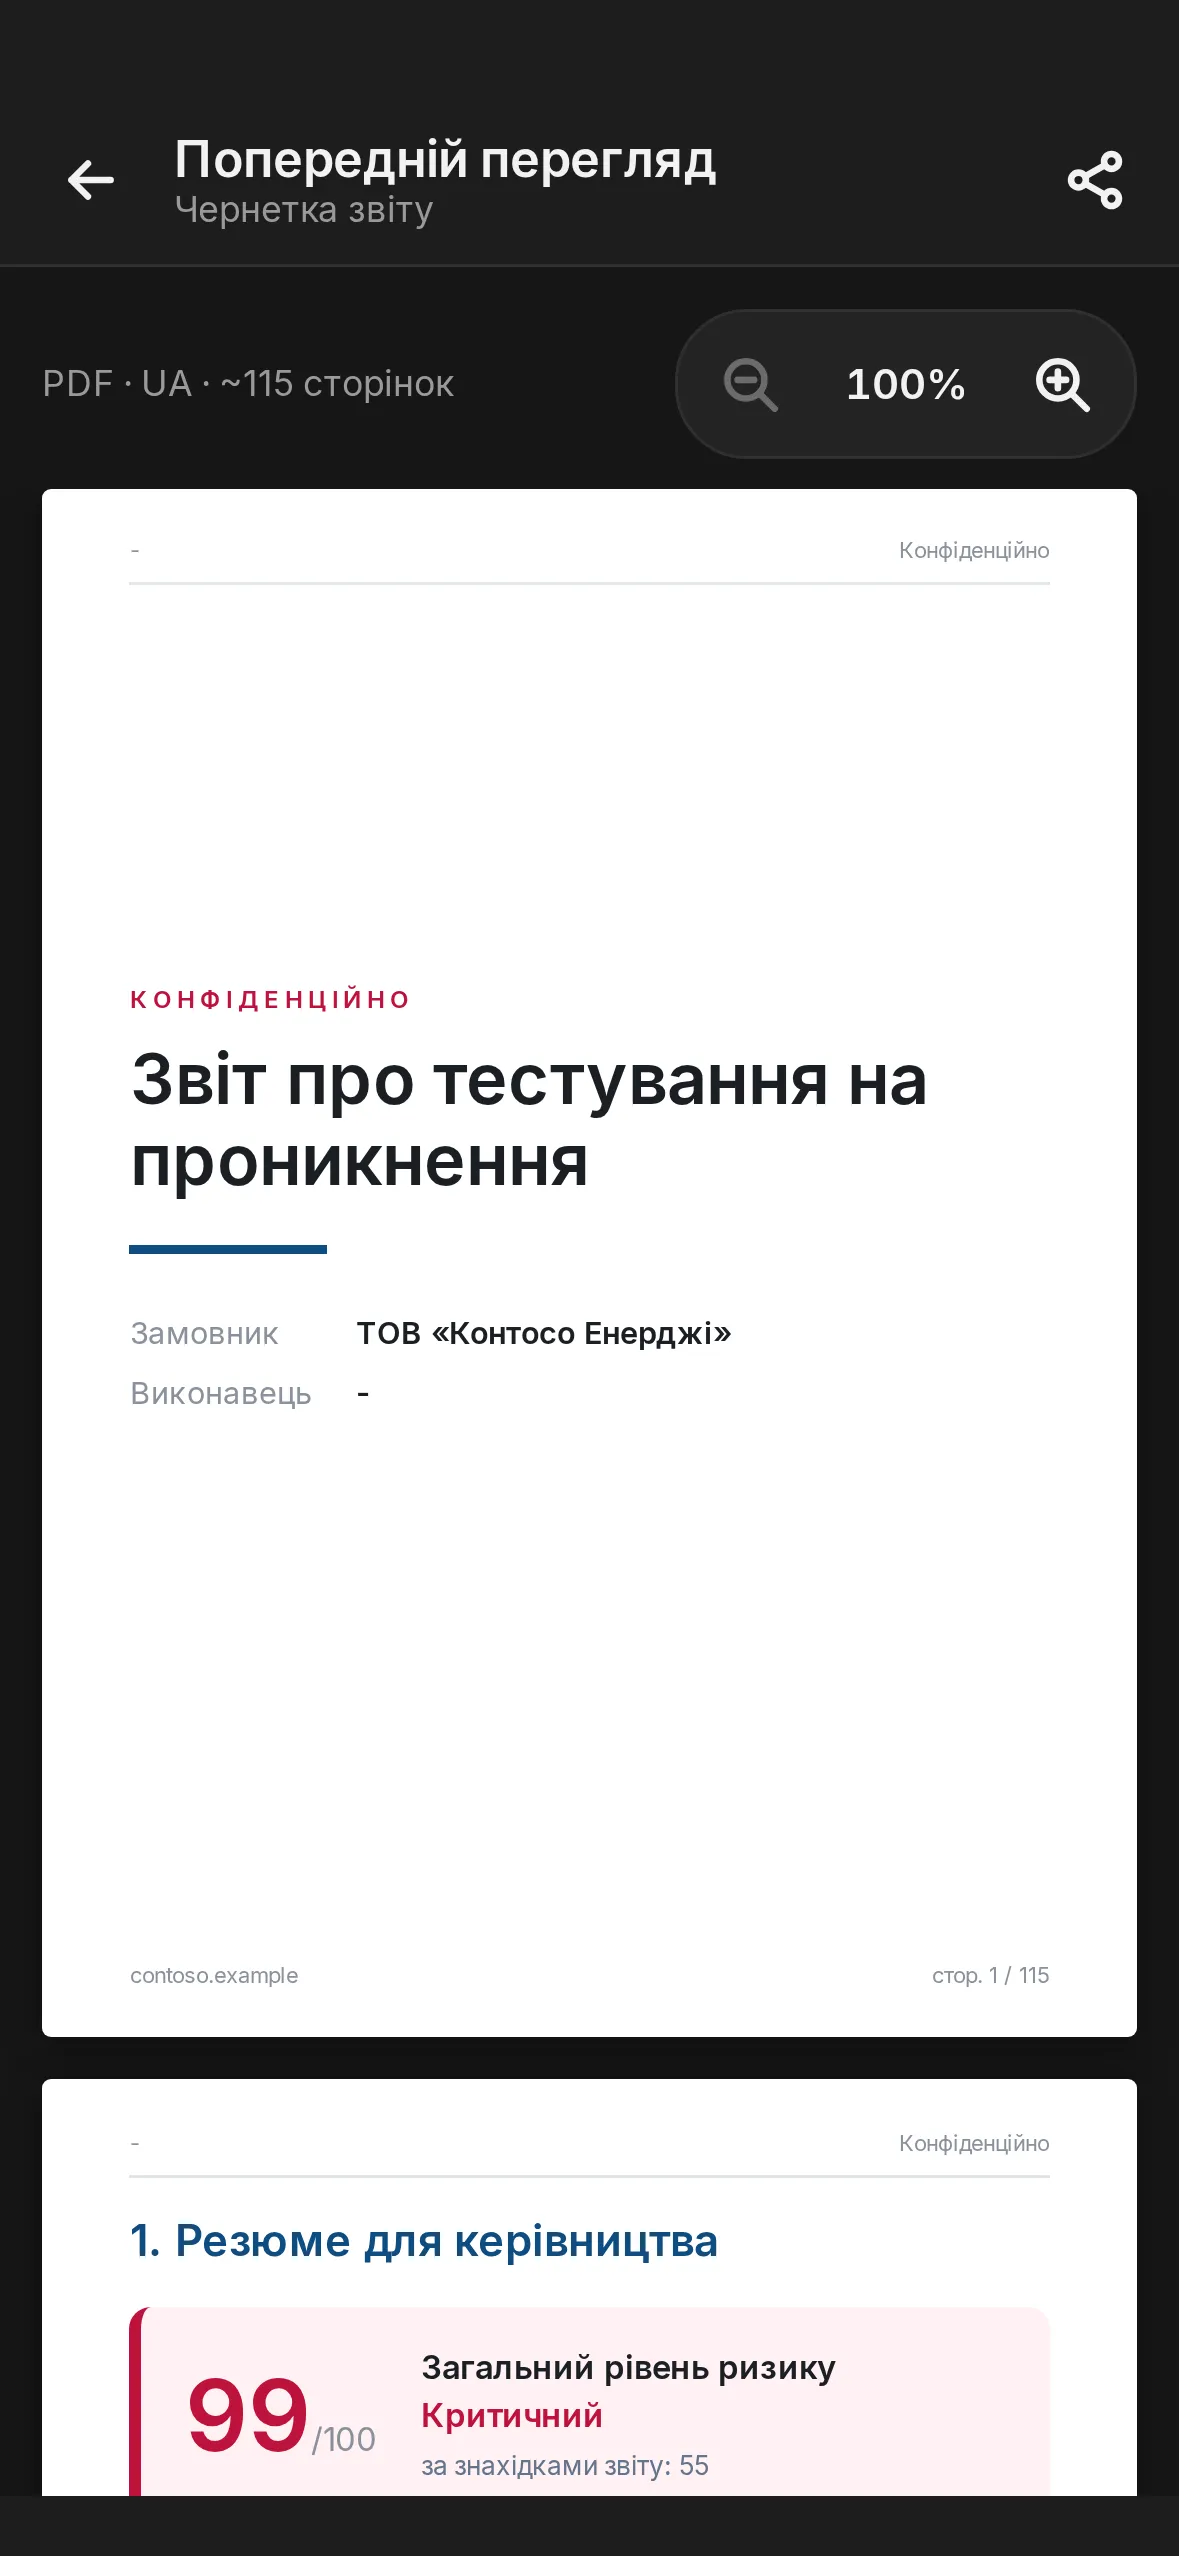 Попередній перегляд
Чернетка звіту
PDF · UA · ~115 сторінок
100%
-
Конфіденційно
КОНФІДЕНЦІЙНО
Звіт про тестування на
проникнення
Замовник ТОВ «Контосо Енерджі»
Виконавець -
contoso.example
стор. 1 / 115
-
Конфіденційно
1. Резюме для керівництва
99/100
Загальний рівень ризику
Критичний
за знахідками звіту: 55